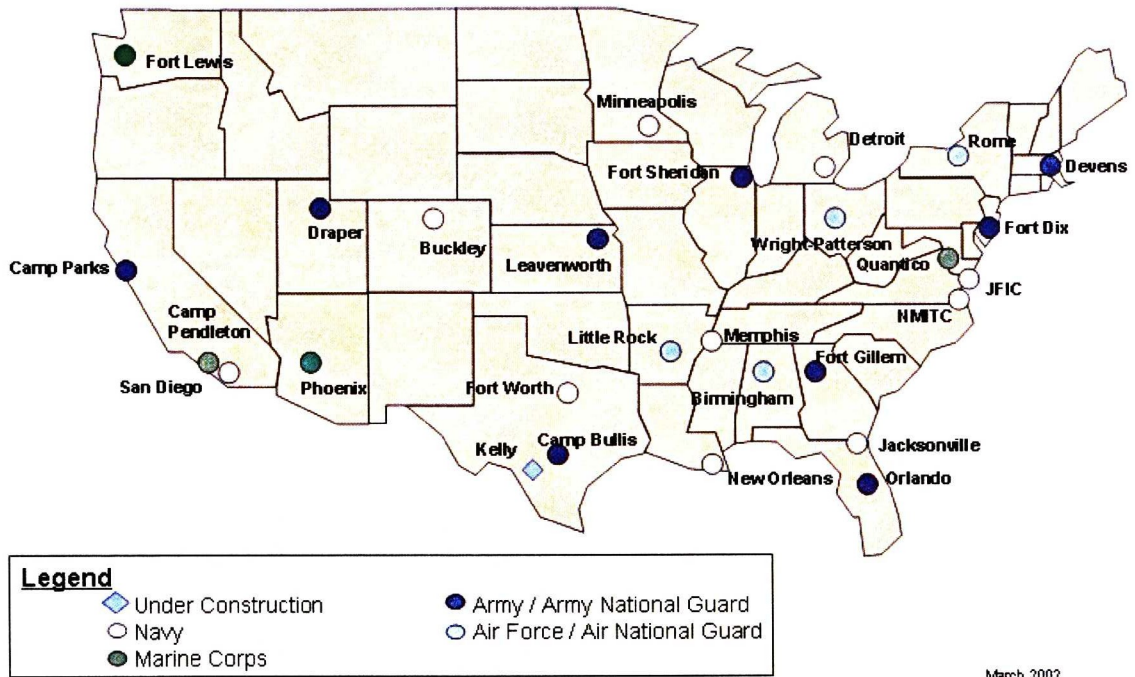 Fort Lewis
Minneapolis
Detroit
Rome
Devens
Fort Sheridan
Draper
Buckley
Leavenworth
Wright-Patterson
Fort Dix
Quantico
Camp Parks
JFIC
NMITC
Camp
Pendleton
San Diego
Phoenix
Little Rock
Memphis
Fort Gillem
Fort Worth
Birmingham
Kelly
Camp Bullis
Jacksonville
New Orleans
Orlando
Legend
Under Construction
Navy
Marine Corps
Army / Army National Guard
Air Force / Air National Guard
March 2002